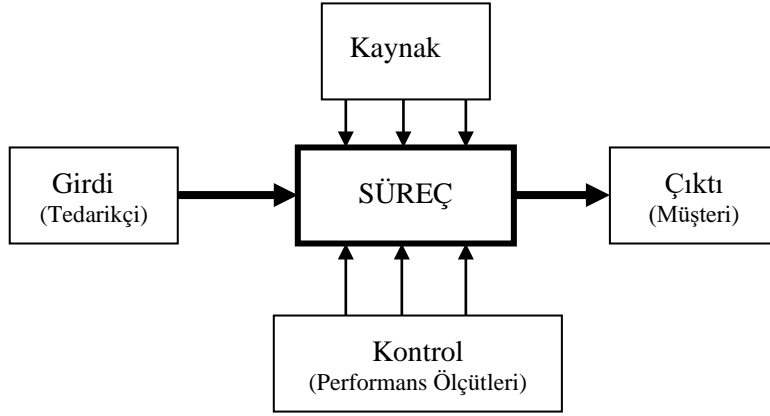 Kaynak
Girdi
(Tedarikçi)
SÜREÇ
Çıktı
(Müşteri)
Kontrol
(Performans Ölçütleri)